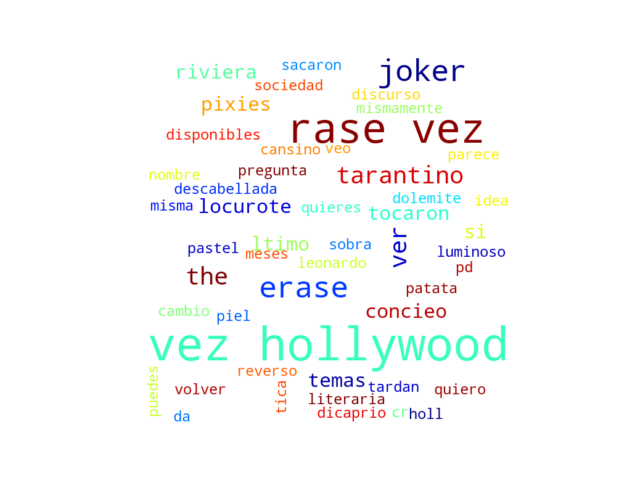 sacaron
riviera
joker
sociedad
discurso
pixies
mismamente
rase vez
disponibles
cansino
veo
parece
pregunta
tarantino
nombre
descabellada
dolemite
idea
misma
locurote
quieres
tocaron
si
ver
ltimo
sobra
pastel
meses
luminoso
leonardo
pd
the
erase
patata
cambio
piel
concieo
vez hollywood
reverso
puedes
temas
tardan
volver
tica
quiero
literaria
da
dicaprio
cr
holl